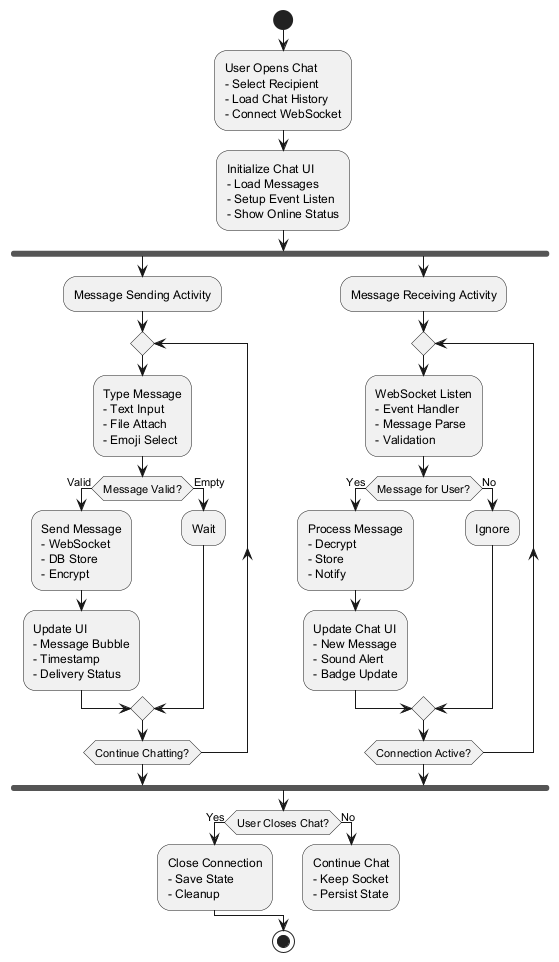 User Opens Chat
- Select Recipient
- Load Chat History
- Connect WebSocket
Initialize Chat UI
- Load Messages
- Setup Event Listen
- Show Online Status
Message Sending Activity
Type Message
- Text Input
- File Attach
- Emoji Select
Valid
Message Valid?
Empty
Send Message
- WebSocket
- DB Store
- Encrypt
Wait
Update UI
- Message Bubble
- Timestamp
- Delivery Status
Continue Chatting?
Message Receiving Activity
WebSocket Listen
- Event Handler
- Message Parse
- Validation
Yes
Message for User?
No
Process Message
- Decrypt
- Store
- Notify
Ignore
Update Chat UI
- New Message
- Sound Alert
- Badge Update
Connection Active?
Yes
User Closes Chat?
No
Close Connection
- Save State
- Cleanup
Continue Chat
- Keep Socket
- Persist State